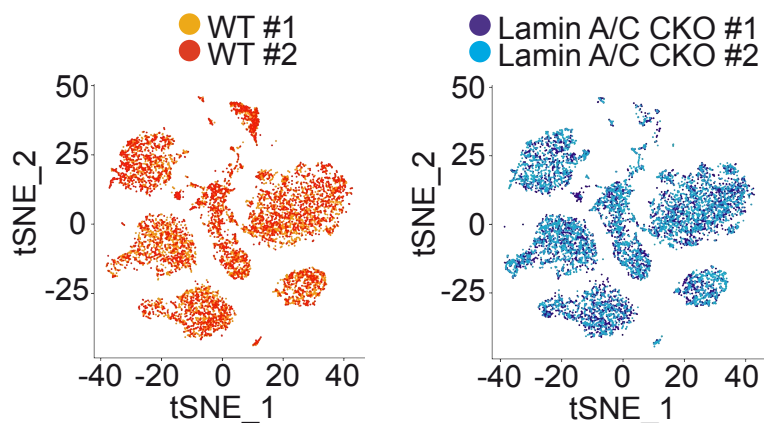 WT #1
WT #2
50
25
0
-25
tSNE_2
-40 -20 0 20 40
tSNE_1
Lamin A/C CKO #1
Lamin A/C CKO #2
50
25
0
-25
tSNE_2
-40 -20 0 20 40
tSNE_1